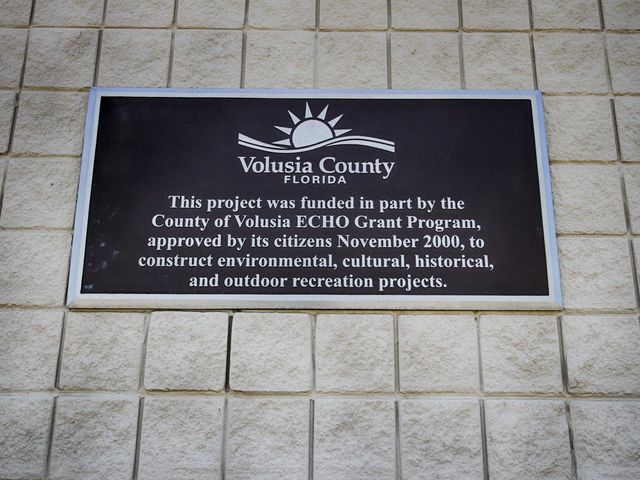 Volusia County
FLORIDA
This project was funded in part by the
County of Volusia ECHO Grant Program,
approved by its citizens November 2000, to
construct environmental, cultural, historical,
and outdoor recreation projects.